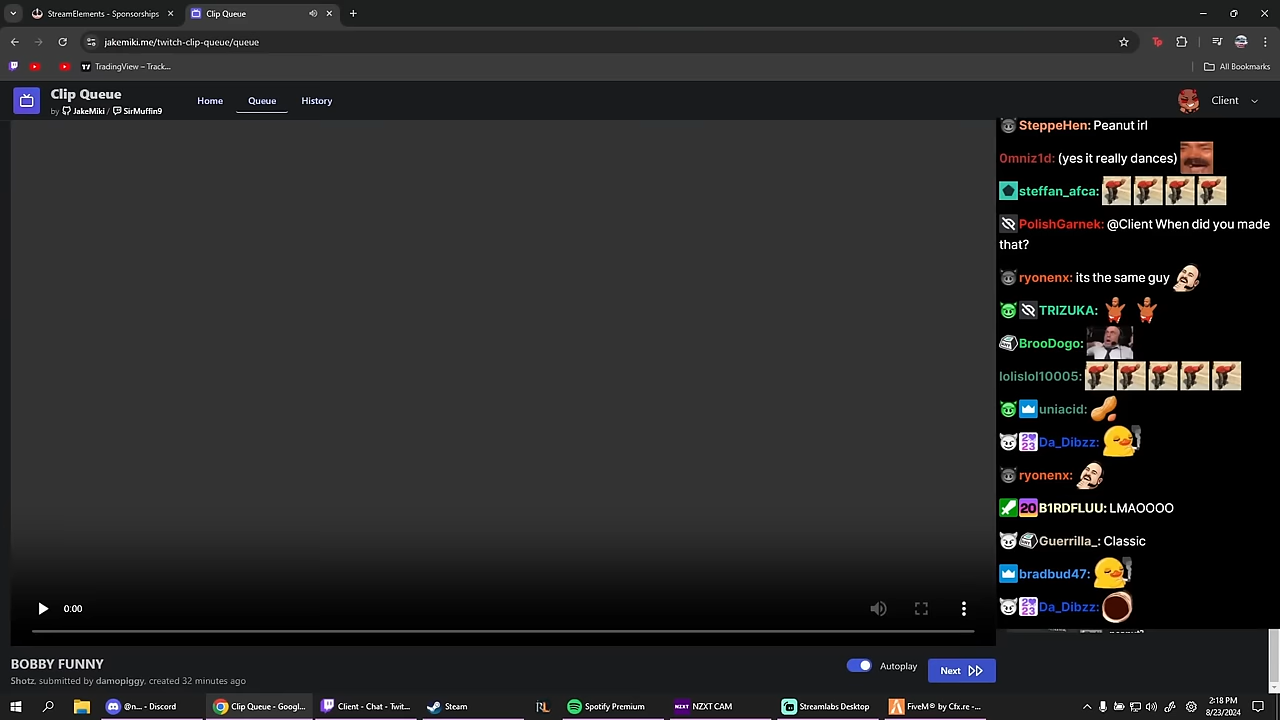 StreamElements - Sponsorships
Clip Queue
jakemiki.me/twitch-clip-queue/queue
TradingView – Track...
All Bookmarks
Clip Queue
by JakeMiki / SirMuffin9
Home
Queue
History
Client
SteppeHen: Peanut irl
0mniz1d: (yes it really dances)
steffan_afca:
PolishGarnek: @Client When did you made
that?
ryonenx: its the same guy
TRIZUKA:
BrooDogo:
lolislol10005:
uniacid:
Da_Dibzz:
ryonenx:
20 B1RDFLUU: LMAOOOO
Guerrilla_: Classic
bradbud47:
Da_Dibzz:
0:00
BOBBY FUNNY
Shotz, submitted by damopiggy, created 32 minutes ago
Autoplay
Next
@n... - Discord
Clip Queue - Googl...
Client - Chat - Twit...
Steam
Spotify Premium
NZXT CAM
Streamlabs Desktop
FiveM® by Cfx.re -...
2:18 PM
8/23/2024